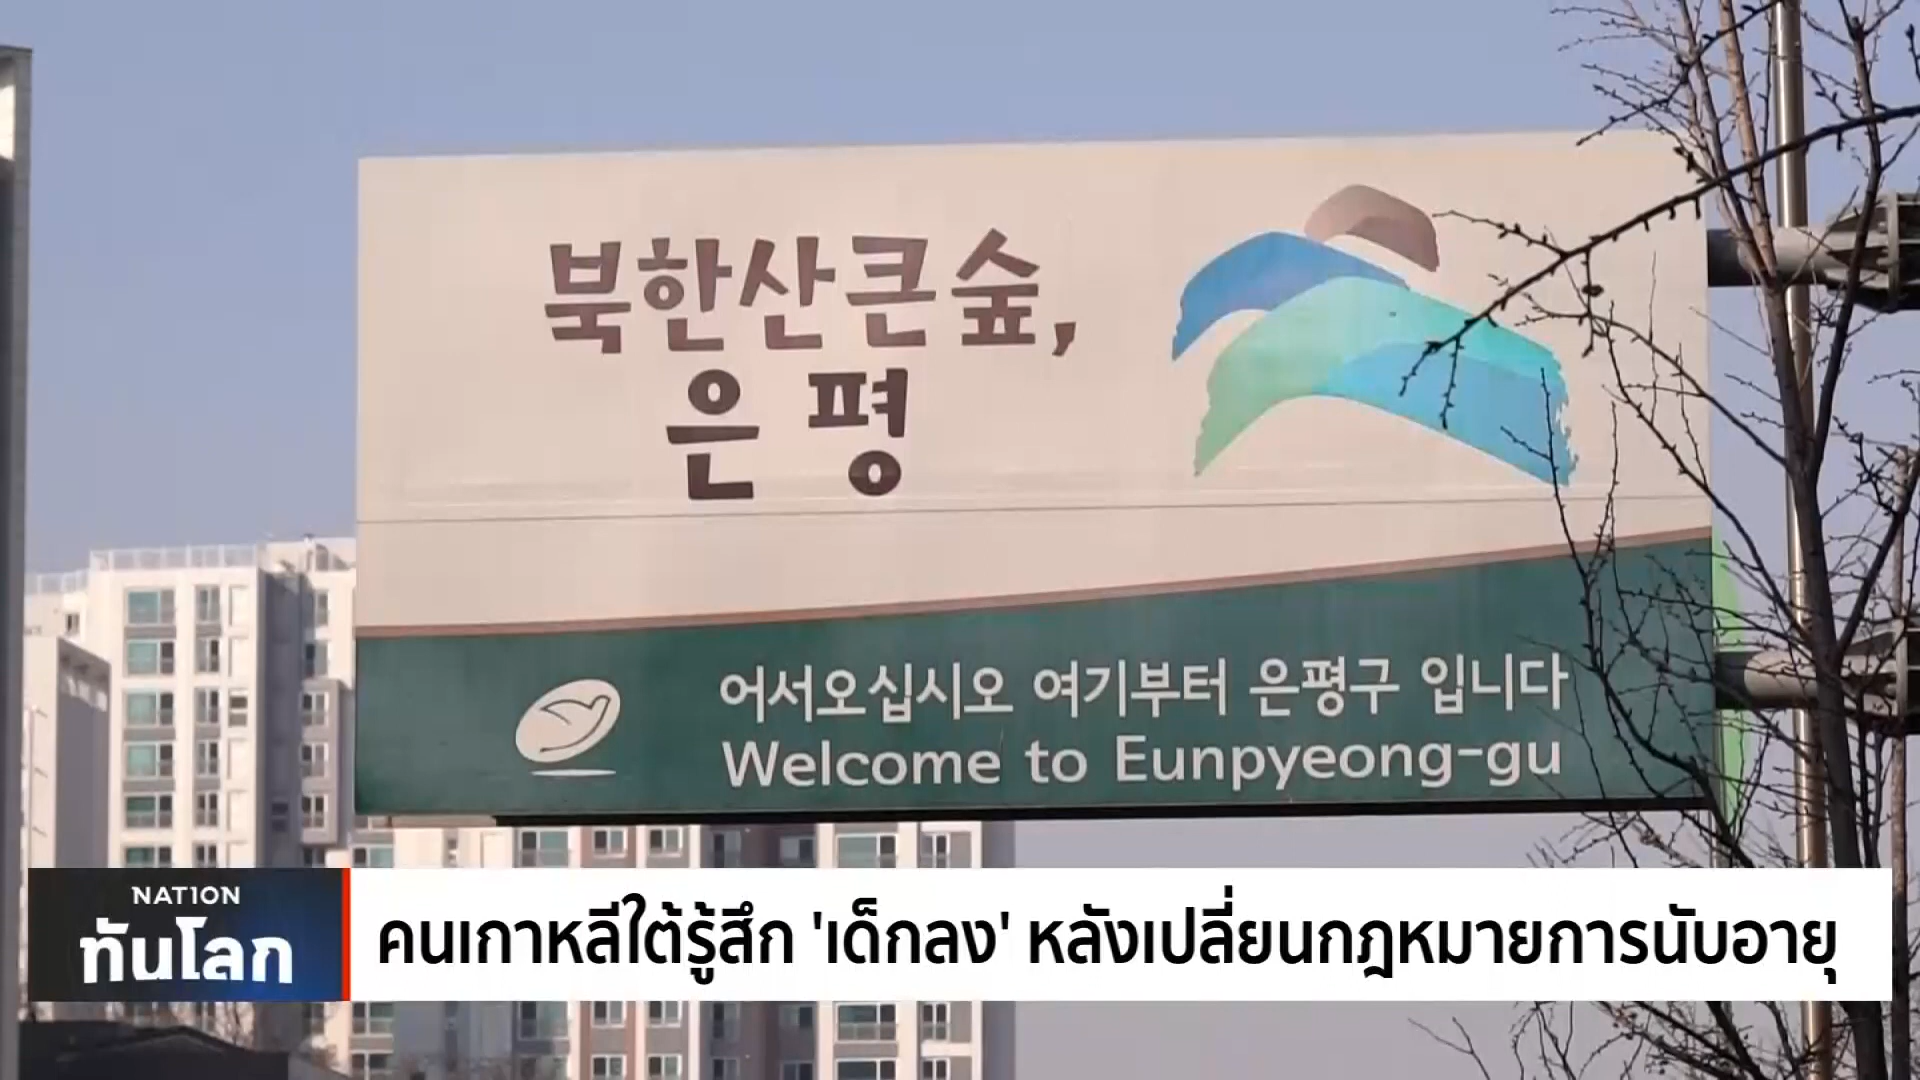 북한산큰숲,
은평
어서오십시오 여기부터 은평구 입니다
Welcome to Eunpyeong-gu
NATION
ทันโลก
คนเกาหลีใต้รู้สึก 'เด็กลง' หลังเปลี่ยนกฎหมายการนับอายุ